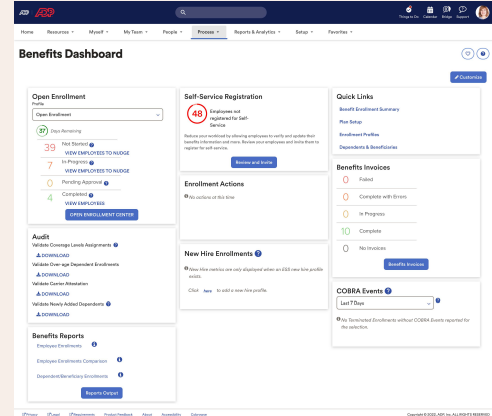 ADP ADP
Things to Do Calendar Bridge Support
Home Resources Myself My Team People Process Reports & Analytics Setup Favorites
Benefits Dashboard
Customize
Open Enrollment
Profile
Open Enrollment
37 Days Remaining
39 Not Started
VIEW EMPLOYEES TO NUDGE
7 In-Progress
VIEW EMPLOYEES TO NUDGE
0 Pending Approval
4 Completed
VIEW EMPLOYEES
OPEN ENROLLMENT CENTER
Audit
Validate Coverage Levels Assignments
DOWNLOAD
Validate Over-age Dependent Enrollments
DOWNLOAD
Validate Carrier Attestation
DOWNLOAD
Validate Newly Added Dependents
DOWNLOAD
Benefits Reports
Employee Enrollments
Employee Enrollments Comparison
Dependent/Beneficiary Enrollments
Reports Output
Self-Service Registration
48 Employees not
registered for Self-
Service
Reduce your workload by allowing employees to verify and update their
benefits information and more. Review your employees and invite them to
register for self-service.
Review and Invite
Enrollment Actions
No actions at this time
New Hire Enrollments
New Hire metrics are only displayed when an ESS new hire profile
exists.
Click here to add a new hire profile.
Quick Links
Benefit Enrollment Summary
Plan Setup
Enrollment Profiles
Dependents & Beneficiaries
Benefits Invoices
0 Failed
0 Complete with Errors
0 In Progress
10 Complete
0 No Invoices
Benefits Invoices
COBRA Events
Last 7 Days
No Terminated Enrollments without COBRA Events reported for
the selection.
Privacy Legal Requirements Product Feedback About Accessibility
Copyright © 2022, ADP, Inc. ALL RIGHTS RESERVED